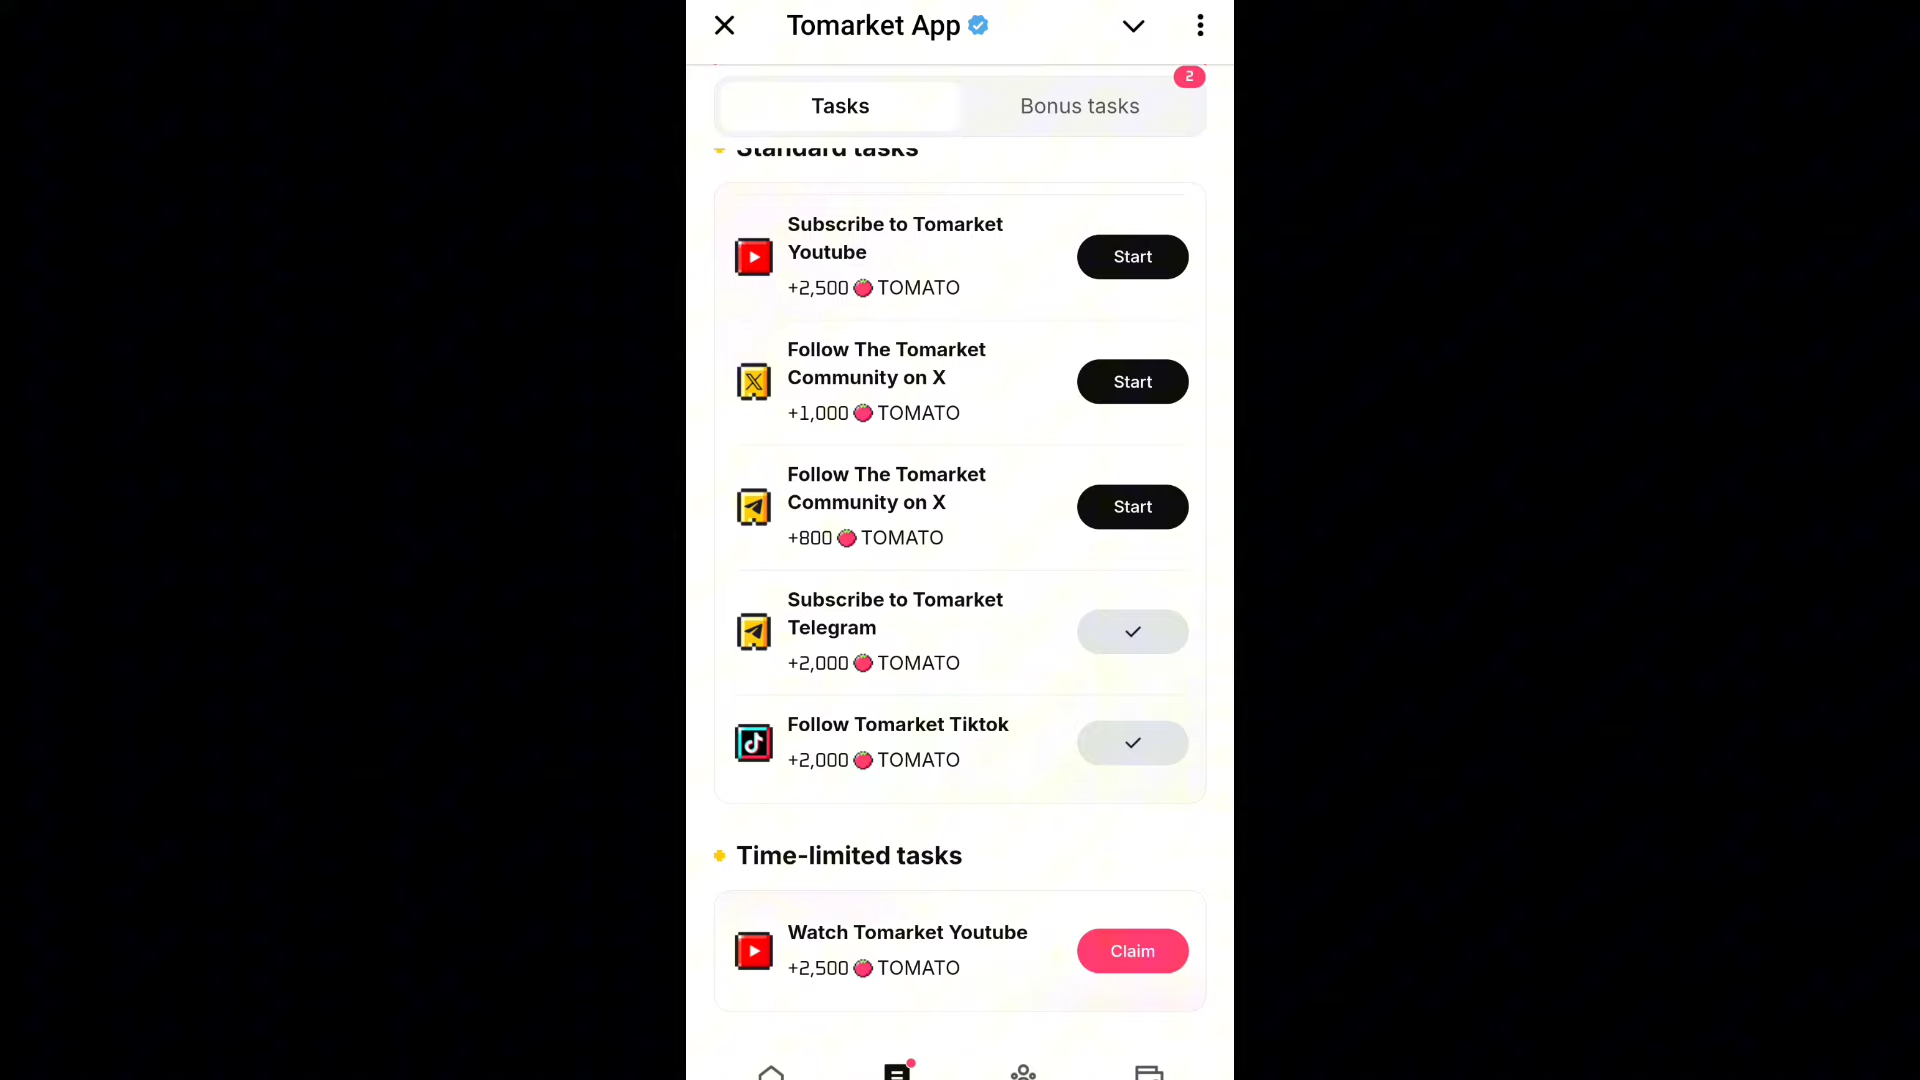 Tomarket App
2
Tasks
Bonus tasks
Standard tasks
Subscribe to Tomarket
Youtube
Start
+2,500 TOMATO
Follow The Tomarket
Community on X
Start
+1,000 TOMATO
Follow The Tomarket
Community on X
Start
+800 TOMATO
Subscribe to Tomarket
Telegram
+2,000 TOMATO
Follow Tomarket Tiktok
+2,000 TOMATO
Time-limited tasks
Watch Tomarket Youtube
Claim
+2,500 TOMATO